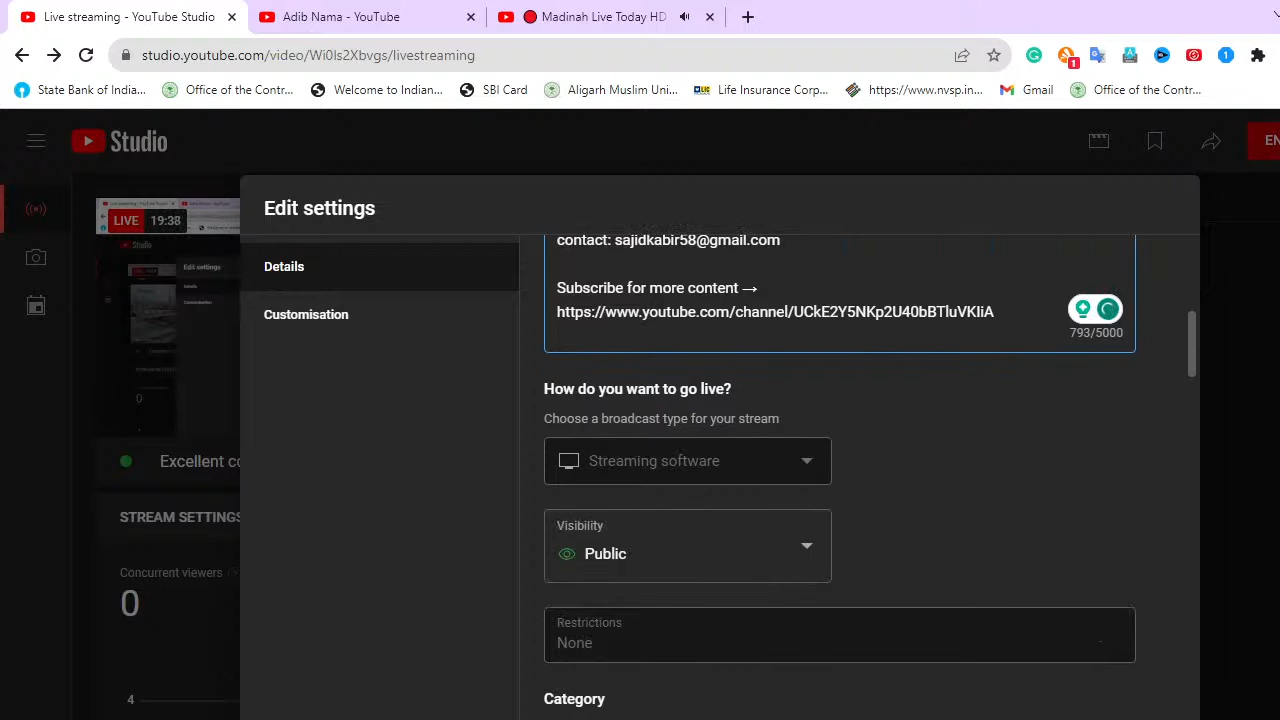 Live streaming - YouTube Studio
Adib Nama - YouTube
Madinah Live Today HD
studio.youtube.com/video/Wi0ls2Xbvgs/livestreaming
1
1
State Bank of India...
Office of the Contr...
Welcome to Indian...
SBI Card
Aligarh Muslim Uni...
Life Insurance Corp...
https://www.nvsp.in...
Gmail
Office of the Contr...
Studio
EN
LIVE 19:38
Edit settings
Details
Customisation
contact: sajidkabir58@gmail.com
Subscribe for more content →
https://www.youtube.com/channel/UCkE2Y5NKp2U40bBTluVKIiA
793/5000
How do you want to go live?
Choose a broadcast type for your stream
Streaming software
Visibility
Public
Restrictions
None
Category
Excellent co
STREAM SETTINGS
Concurrent viewers
0
4